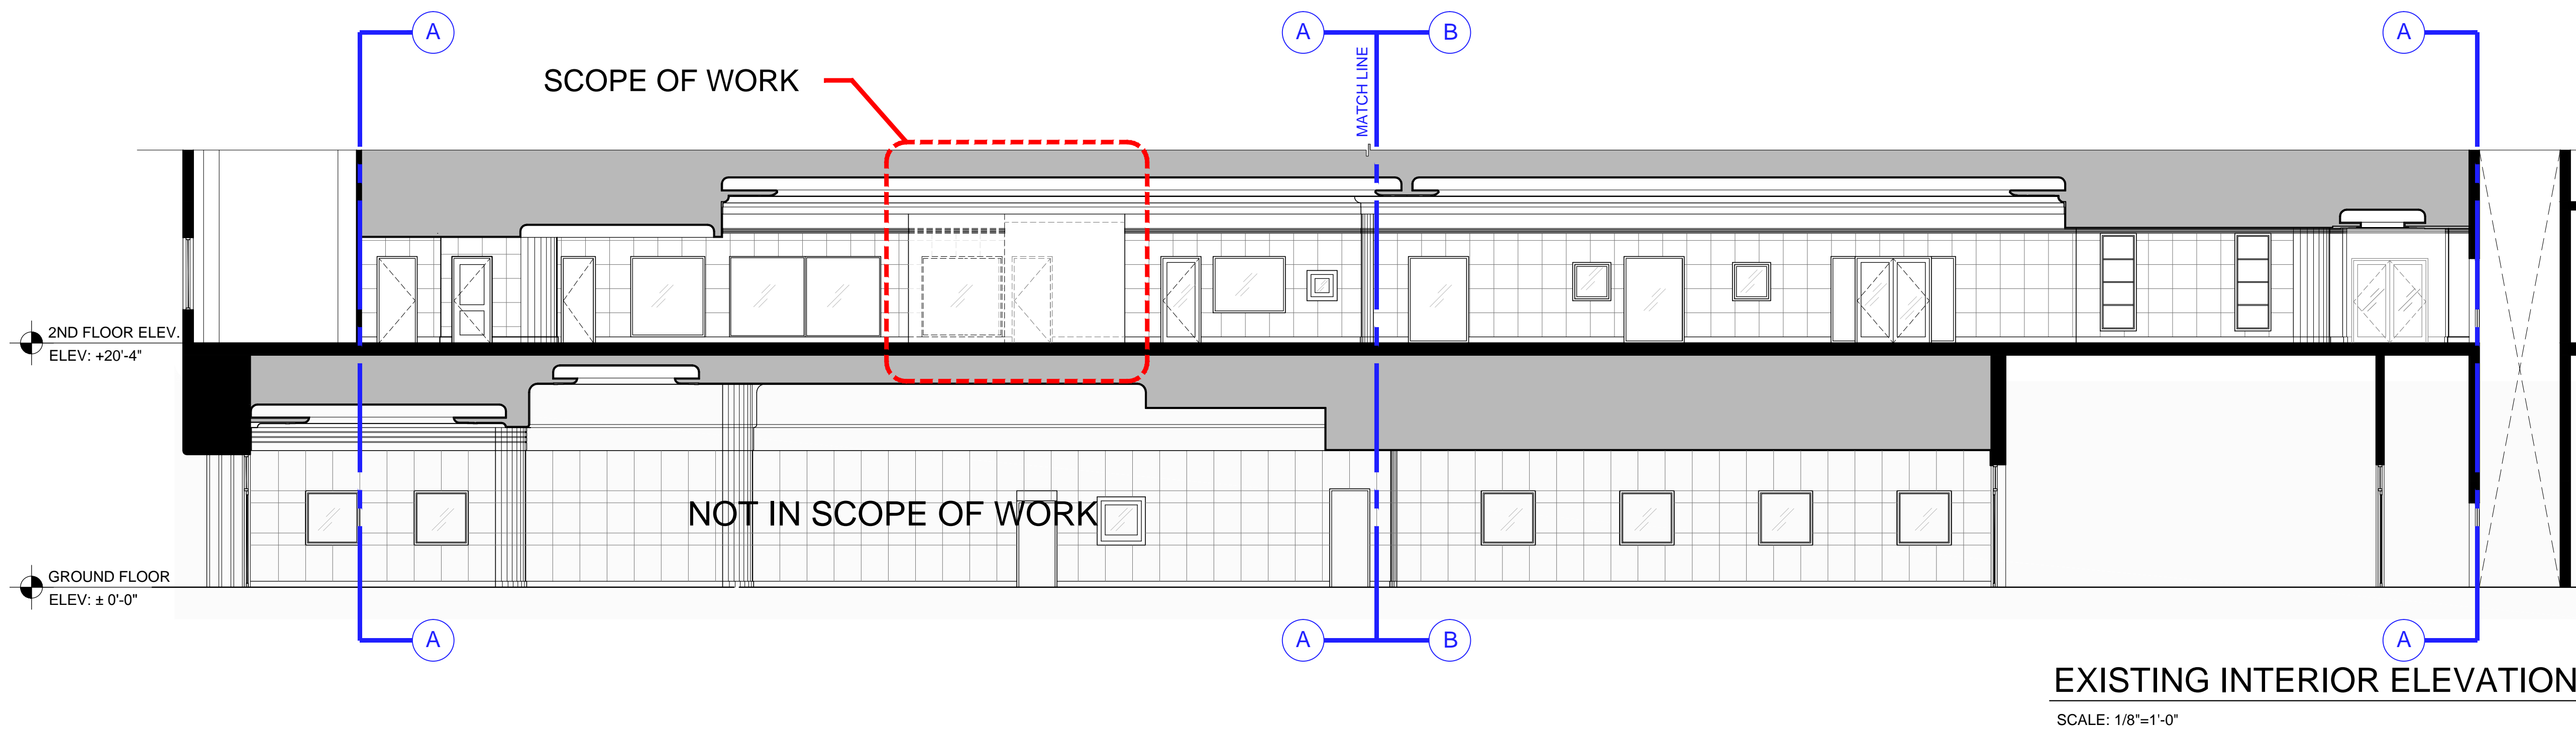 A
A
B
A
MATCH LINE
SCOPE OF WORK
2ND FLOOR ELEV.
ELEV: +20'-4"
NOT IN SCOPE OF WORK
GROUND FLOOR
ELEV: ± 0'-0"
A
A
B
A
EXISTING INTERIOR ELEVATION
SCALE: 1/8"=1'-0"